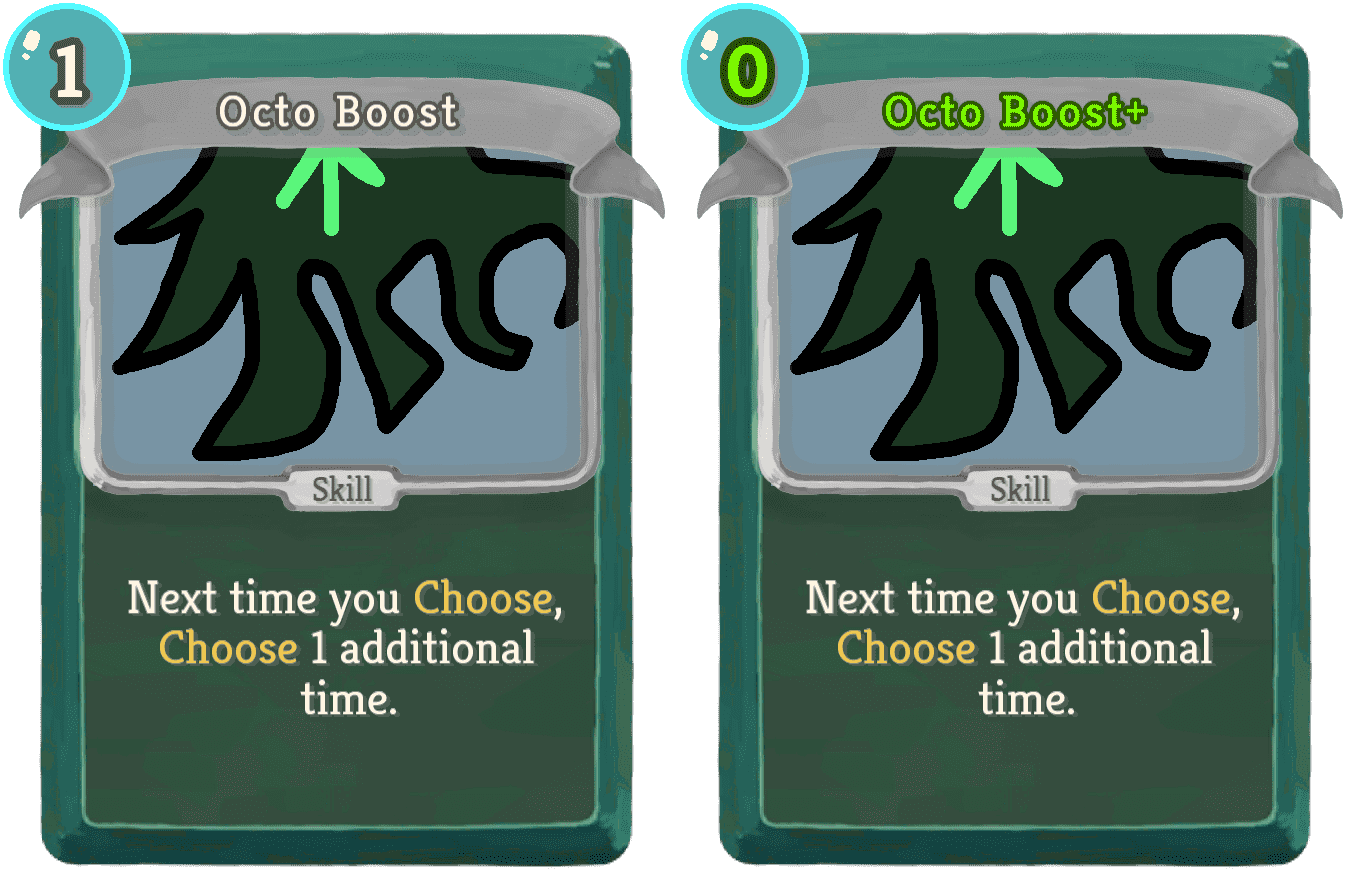 1
Octo Boost
Skill
Next time you Choose,
Choose 1 additional
time.
0
Octo Boost+
Skill
Next time you Choose,
Choose 1 additional
time.